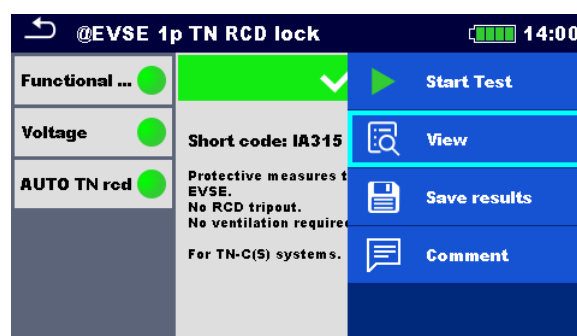 @EVSE 1p TN RCD lock
14:00
Functional ...
Voltage
AUTO TN rcd
Short code: IA315
Protective measures t
EVSE.
No RCD tripout.
No ventilation require
For TN-C(S) systems.
Start Test
View
Save results
Comment